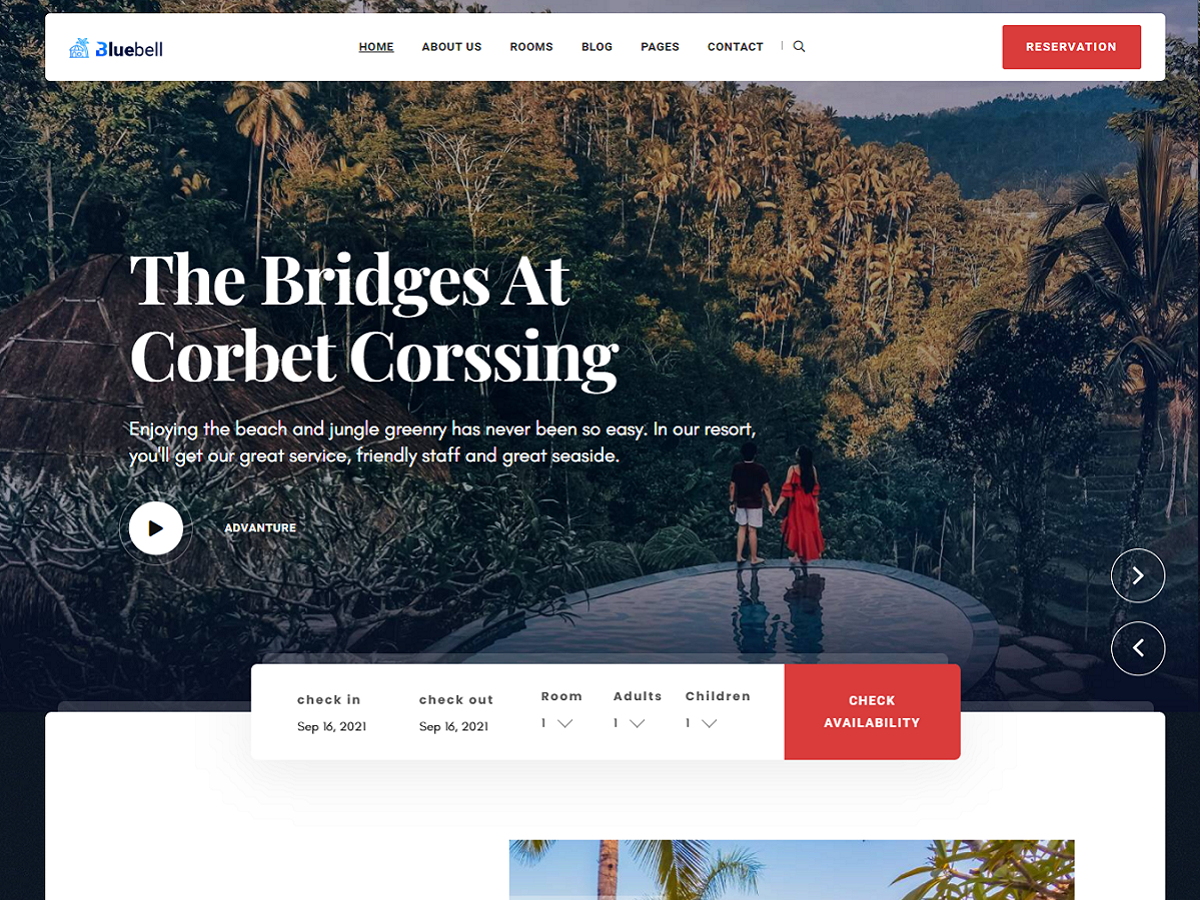 Bluebell
HOME ABOUT US ROOMS BLOG PAGES CONTACT
RESERVATION
The Bridges At
Corbet Corssing
Enjoying the beach and jungle greenry has never been so easy. In our resort,
you'll get our great service, friendly staff and great seaside.
ADVANTURE
check in check out Room Adults Children
Sep 16, 2021 Sep 16, 2021 1 1 1
CHECK
AVAILABILITY